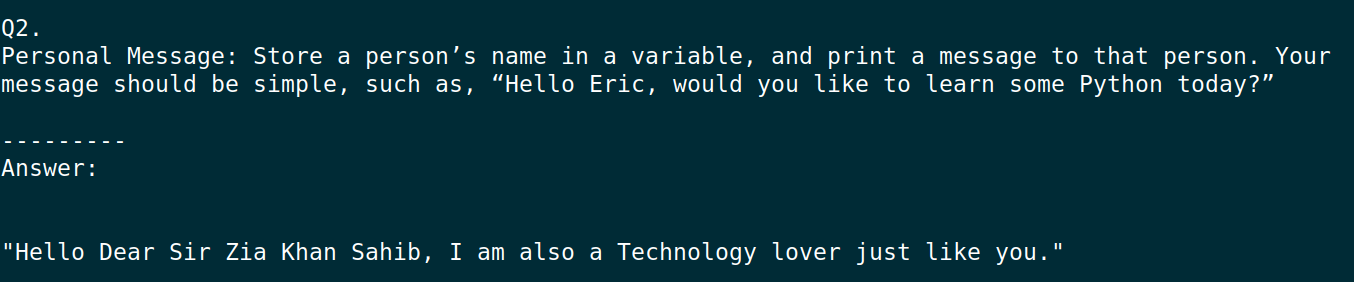 Q2.
Personal Message: Store a person’s name in a variable, and print a message to that person. Your
message should be simple, such as, “Hello Eric, would you like to learn some Python today?”
---------
Answer:
"Hello Dear Sir Zia Khan Sahib, I am also a Technology lover just like you."